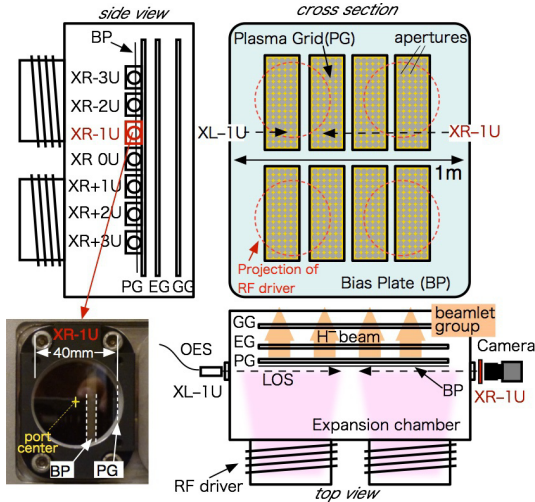 side view
BP
XR-3U
XR-2U
XR-1U
XR 0U
XR+1U
XR+2U
XR+3U
PG EG GG
cross section
Plasma Grid(PG)
apertures
XL-1U
XR-1U
1m
Projection of
RF driver
Bias Plate (BP)
XR-1U
40mm
port
center
BP
PG
GG
EG
PG
H⁻ beam
beamlet
group
OES
Camera
XL-1U
LOS
BP
XR-1U
Expansion chamber
RF driver
top view